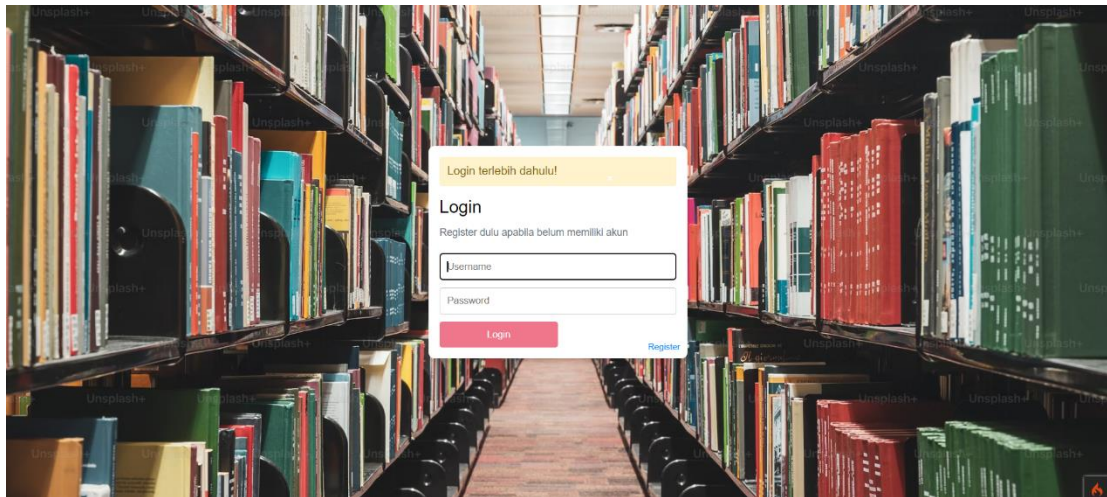 Login terlebih dahulu!
Login
Register dulu apabila belum memiliki akun
Username
Password
Login
Register
Unsplash+